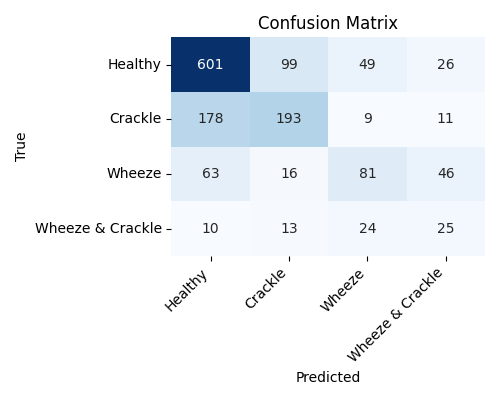 Confusion Matrix
True
Healthy 601 99 49 26
Crackle 178 193 9 11
Wheeze 63 16 81 46
Wheeze & Crackle 10 13 24 25
Healthy Crackle Wheeze Wheeze & Crackle
Predicted